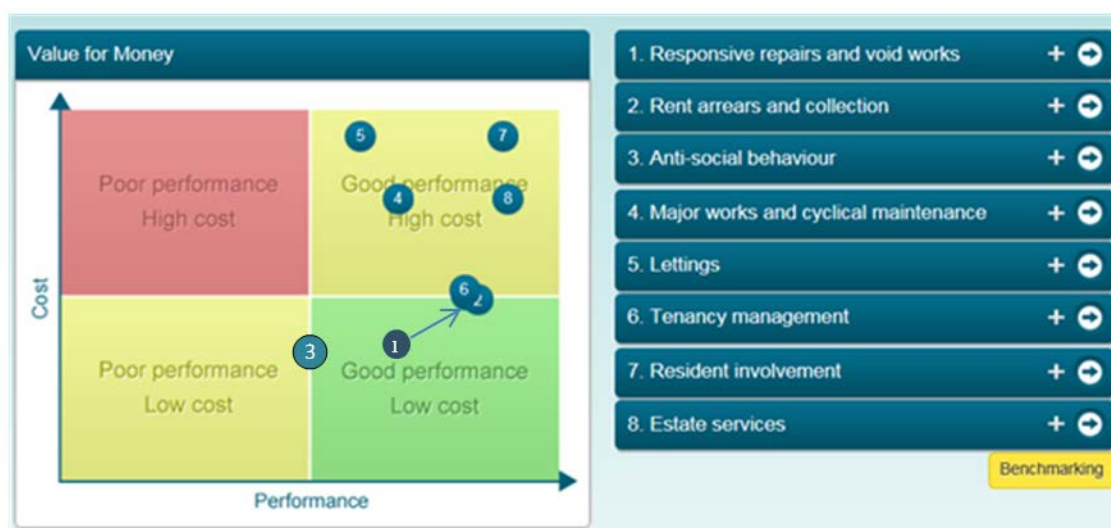 Value for Money
Cost
Poor performance
High cost
Good performance
High cost
5
7
4
8
6
3
1
Poor performance
Low cost
Good performance
Low cost
Performance
1. Responsive repairs and void works
2. Rent arrears and collection
3. Anti-social behaviour
4. Major works and cyclical maintenance
5. Lettings
6. Tenancy management
7. Resident involvement
8. Estate services
Benchmarking